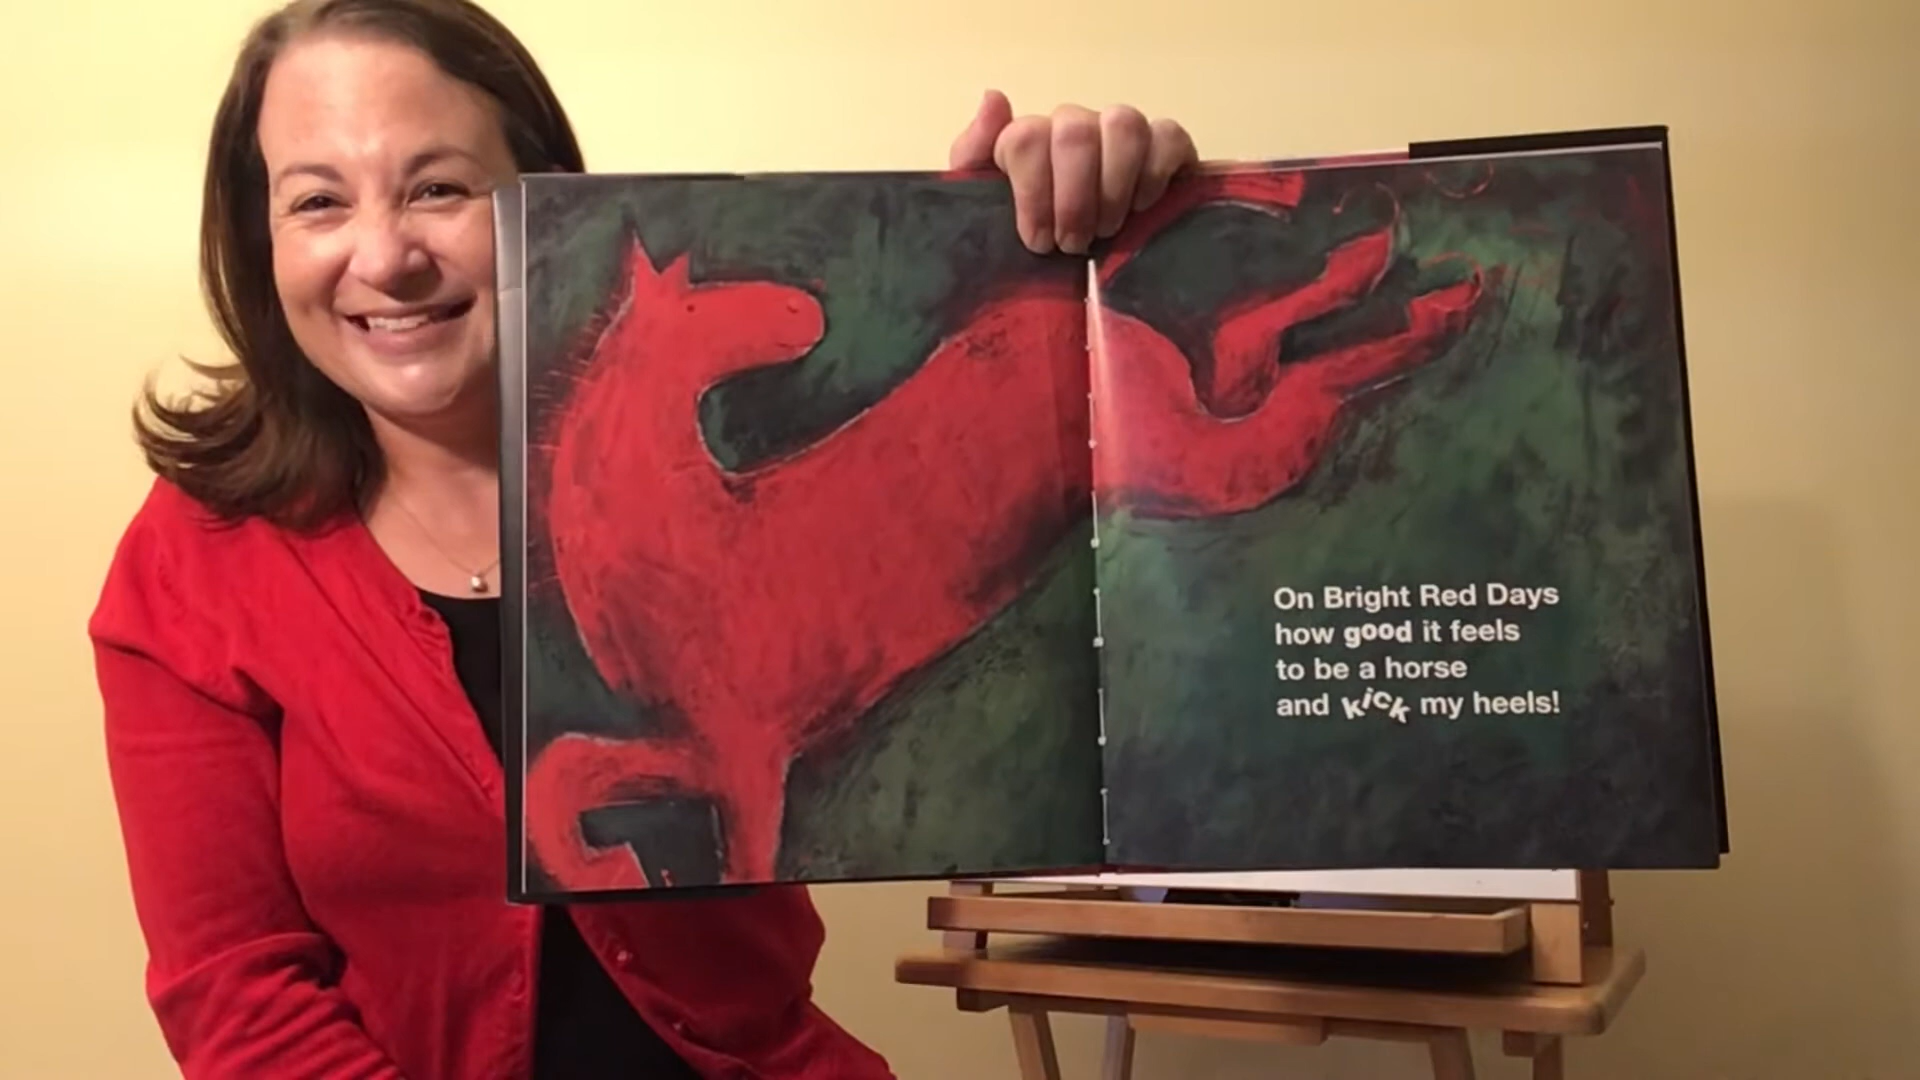 On Bright Red Days
how good it feels
to be a horse
and kick my heels!